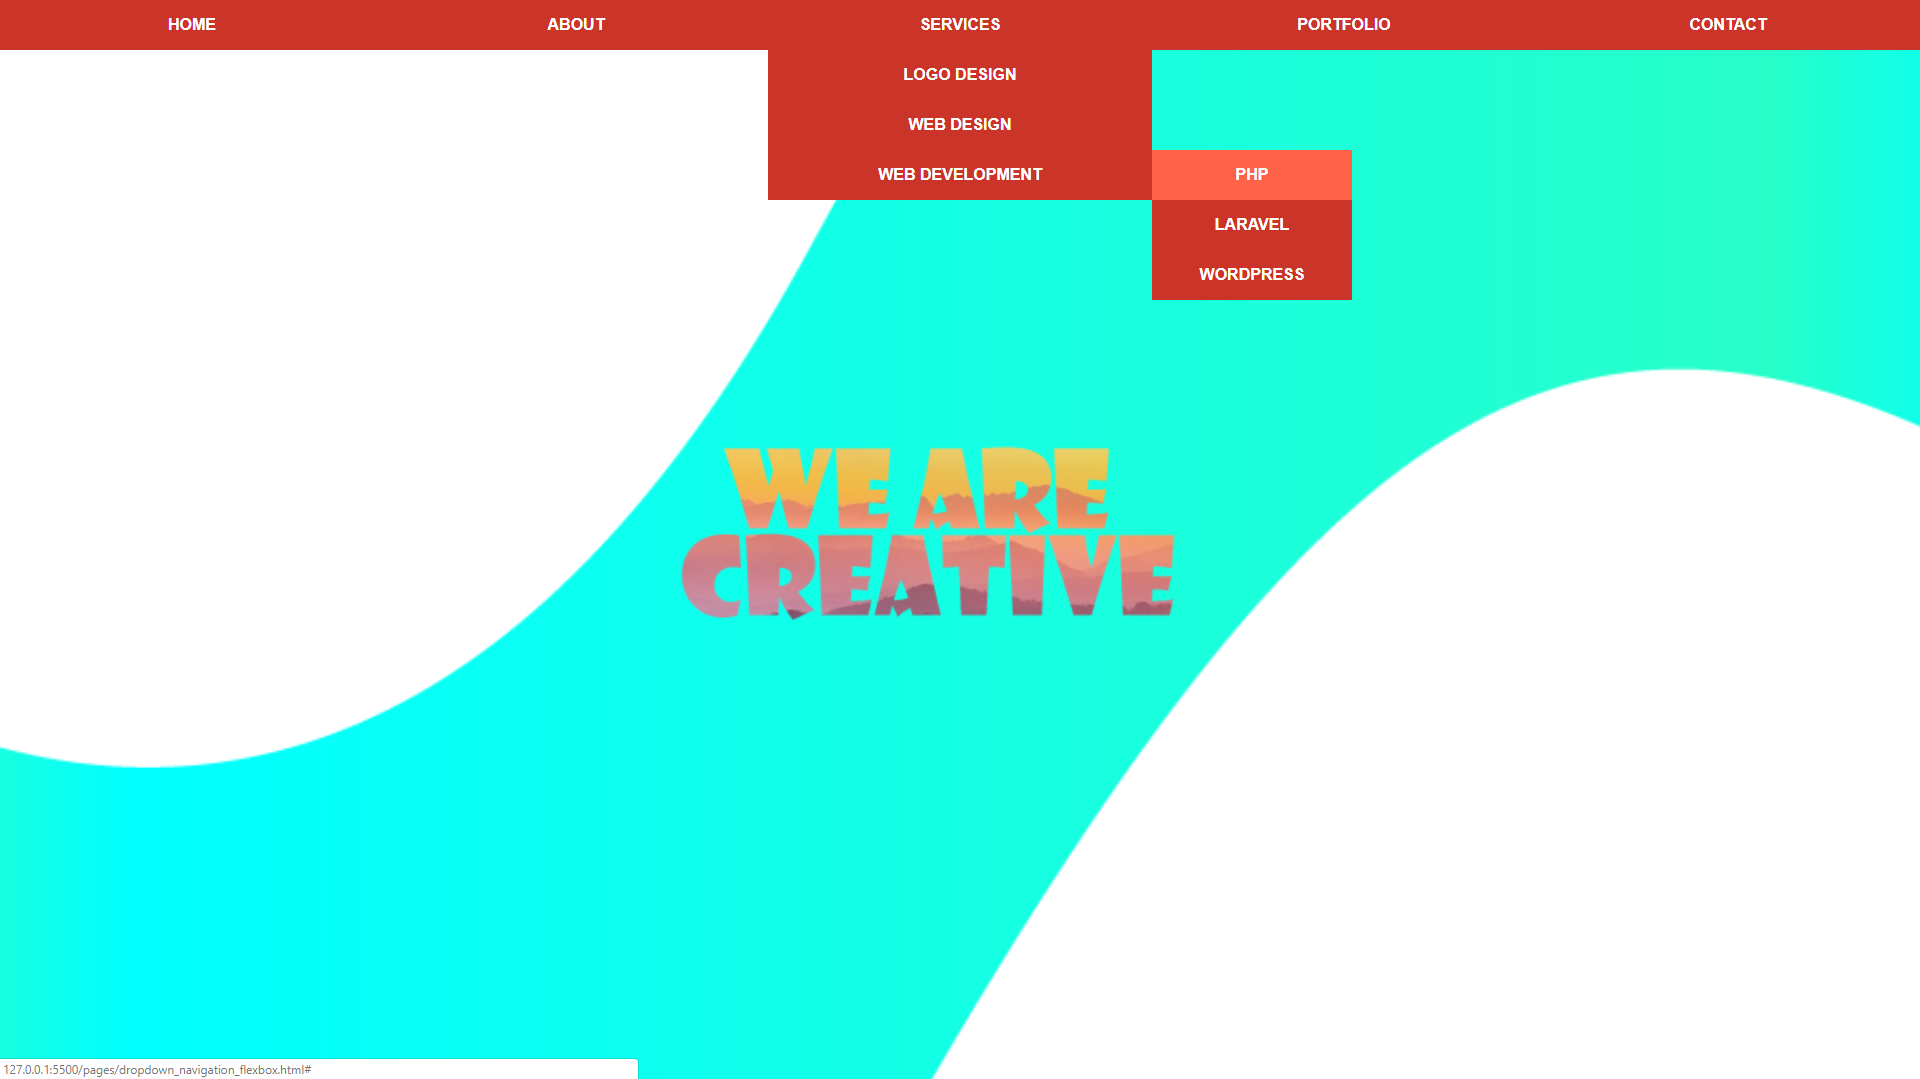 HOME ABOUT SERVICES PORTFOLIO CONTACT
LOGO DESIGN
WEB DESIGN
WEB DEVELOPMENT PHP
LARAVEL
WORDPRESS
WE ARE
CREATIVE
127.0.0.1:5500/pages/dropdown_navigation_flexbox.html#